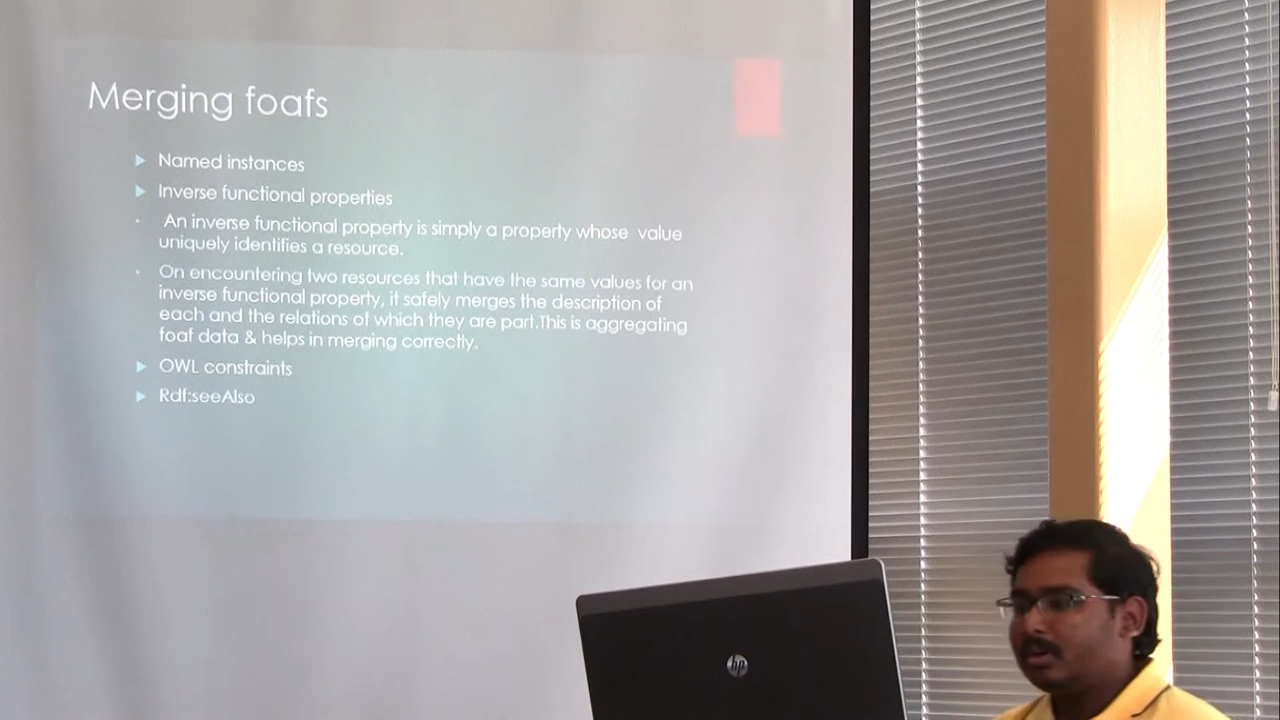 Merging foafs
Named instances
Inverse functional properties
An inverse functional property is simply a property whose value
uniquely identifies a resource.
On encountering two resources that have the same values for an
inverse functional property, it safely merges the description of
each and the relations of which they are part.This is aggregating
foaf data & helps in merging correctly.
OWL constraints
Rdf:seeAlso
hp